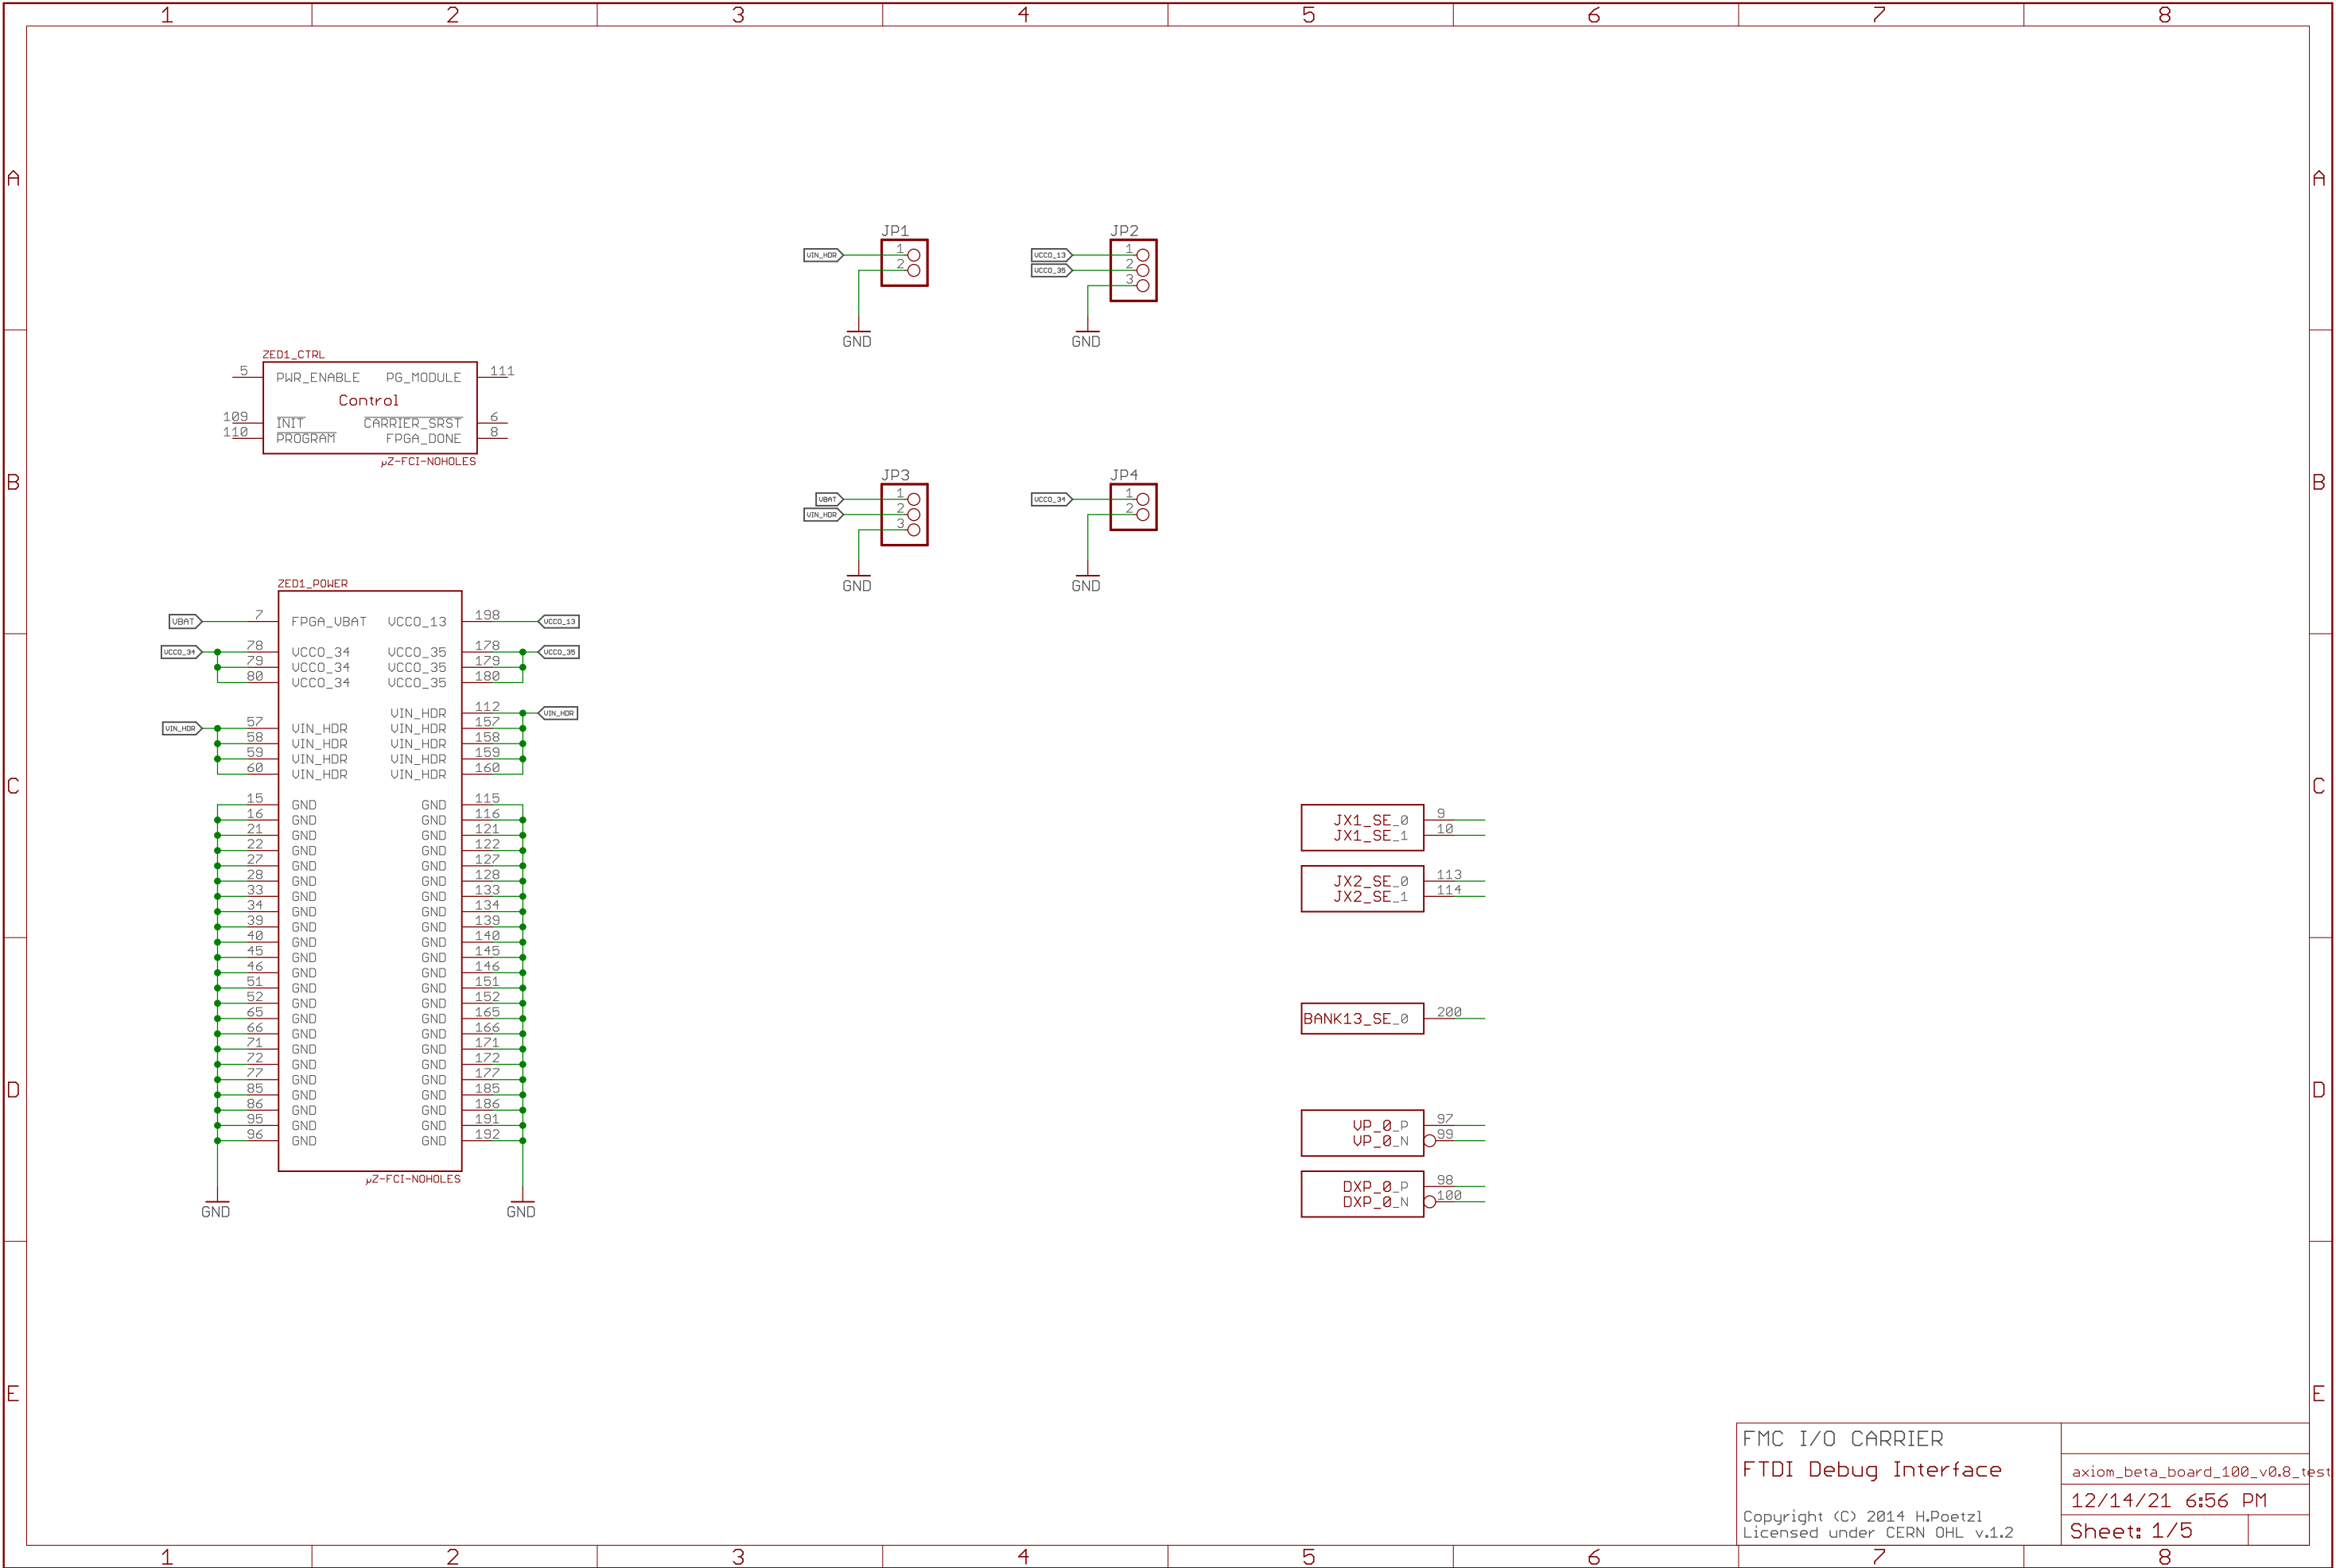 1 2 3 4 5 6 7 8
A A
JP1
VIN_HDR 1
2
GND
JP2
VCCO_13 1
VCCO_35 2
3
GND
ZED1_CTRL
5 PWR_ENABLE PG_MODULE 111
Control
109 INIT CARRIER_SRST 6
110 PROGRAM FPGA_DONE 8
µZ-FCI-NOHOLES
B B
JP3
VBAT 1
VIN_HDR 2
3
GND
JP4
VCCO_34 1
2
GND
ZED1_POWER
VBAT 7 FPGA_VBAT VCCO_13 198 VCCO_13
VCCO_34 78 VCCO_34 VCCO_35 178 VCCO_35
79 VCCO_34 VCCO_35 179
80 VCCO_34 VCCO_35 180
VIN_HDR 112 VIN_HDR
VIN_HDR 57 VIN_HDR VIN_HDR 157
58 VIN_HDR VIN_HDR 158
59 VIN_HDR VIN_HDR 159
60 VIN_HDR VIN_HDR 160
15 GND GND 115
16 GND GND 116
21 GND GND 121
22 GND GND 122
27 GND GND 127
28 GND GND 128
33 GND GND 133
34 GND GND 134
39 GND GND 139
40 GND GND 140
45 GND GND 145
46 GND GND 146
51 GND GND 151
52 GND GND 152
65 GND GND 165
66 GND GND 166
71 GND GND 171
72 GND GND 172
77 GND GND 177
85 GND GND 185
86 GND GND 186
95 GND GND 191
96 GND GND 192
µZ-FCI-NOHOLES
GND GND
C C
JX1_SE_0 9
JX1_SE_1 10
JX2_SE_0 113
JX2_SE_1 114
BANK13_SE_0 200
D D
VP_0_P 97
VP_0_N 99
DXP_0_P 98
DXP_0_N 100
E E
FMC I/O CARRIER
FTDI Debug Interface
Copyright (C) 2014 H.Poetzl
Licensed under CERN OHL v.1.2
axiom_beta_board_100_v0.8_test
12/14/21 6:56 PM
Sheet: 1/5
1 2 3 4 5 6 7 8